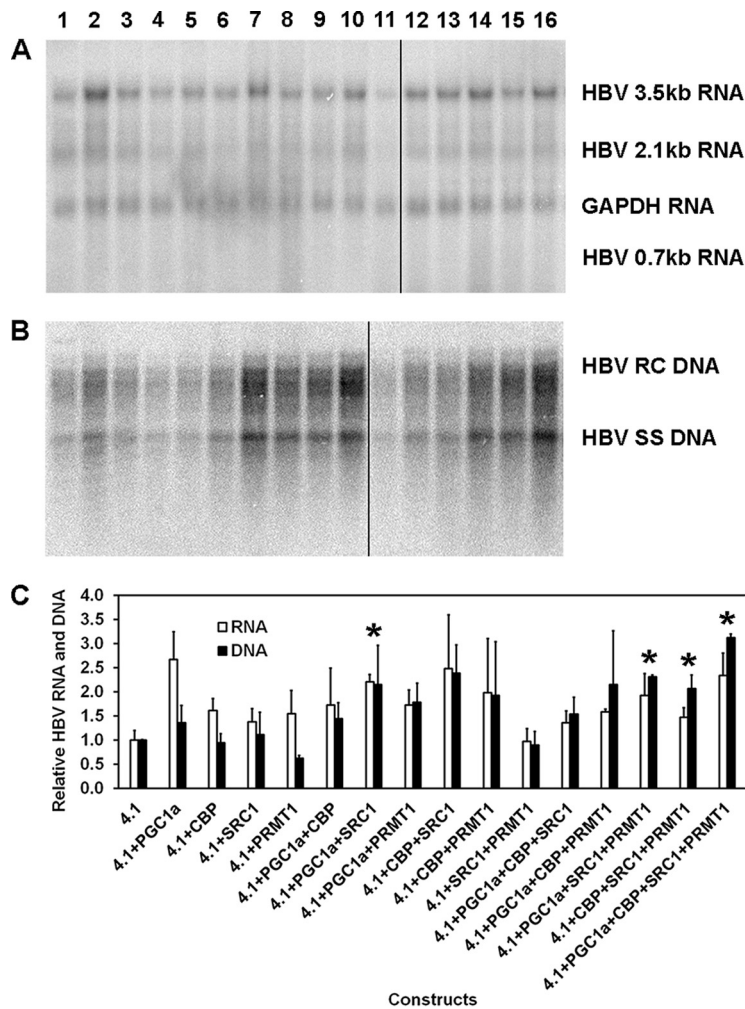 1 2 3 4 5 6 7 8 9 10 11 12 13 14 15 16
A
HBV 3.5kb RNA
HBV 2.1kb RNA
GAPDH RNA
HBV 0.7kb RNA
B
HBV RC DNA
HBV SS DNA
C
Relative HBV RNA and DNA
4.0
3.5
3.0
2.5
2.0
1.5
1.0
0.5
0.0
RNA
DNA
*
*
*
*
4.1
4.1+PGC1a
4.1+CBP
4.1+SRC1
4.1+PRMT1
4.1+PGC1a+CBP
4.1+PGC1a+SRC1
4.1+PGC1a+PRMT1
4.1+CBP+SRC1
4.1+CBP+PRMT1
4.1+SRC1+PRMT1
4.1+PGC1a+CBP+SRC1
4.1+PGC1a+CBP+PRMT1
4.1+PGC1a+SRC1+PRMT1
4.1+CBP+SRC1+PRMT1
4.1+PGC1a+CBP+SRC1+PRMT1
Constructs